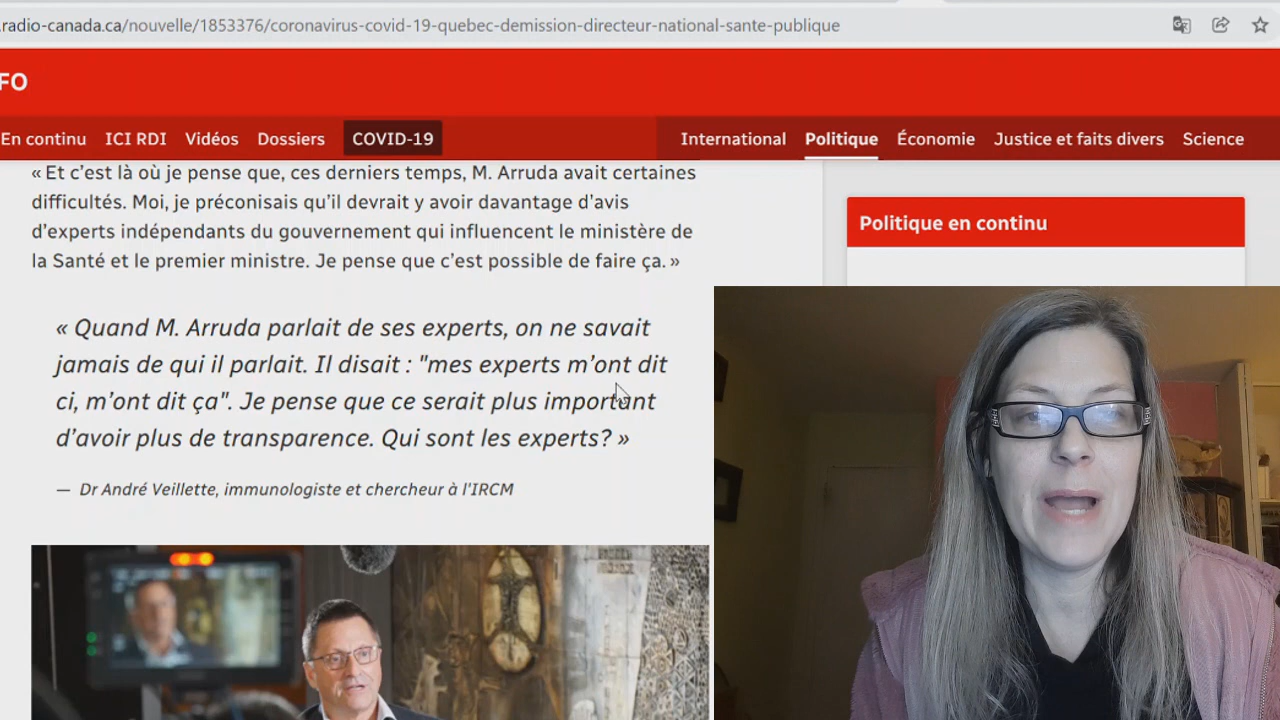 .radio-canada.ca/nouvelle/1853376/coronavirus-covid-19-quebec-demission-directeur-national-sante-publique
FO
En continu ICI RDI Vidéos Dossiers COVID-19 International Politique Économie Justice et faits divers Science
« Et c’est là où je pense que, ces derniers temps, M. Arruda avait certaines
difficultés. Moi, je préconisais qu’il devrait y avoir davantage d’avis
d’experts indépendants du gouvernement qui influencent le ministère de
la Santé et le premier ministre. Je pense que c’est possible de faire ça. »
« Quand M. Arruda parlait de ses experts, on ne savait
jamais de qui il parlait. Il disait : "mes experts m’ont dit
ci, m’ont dit ça". Je pense que ce serait plus important
d’avoir plus de transparence. Qui sont les experts? »
— Dr André Veillette, immunologiste et chercheur à l’IRCM
Politique en continu